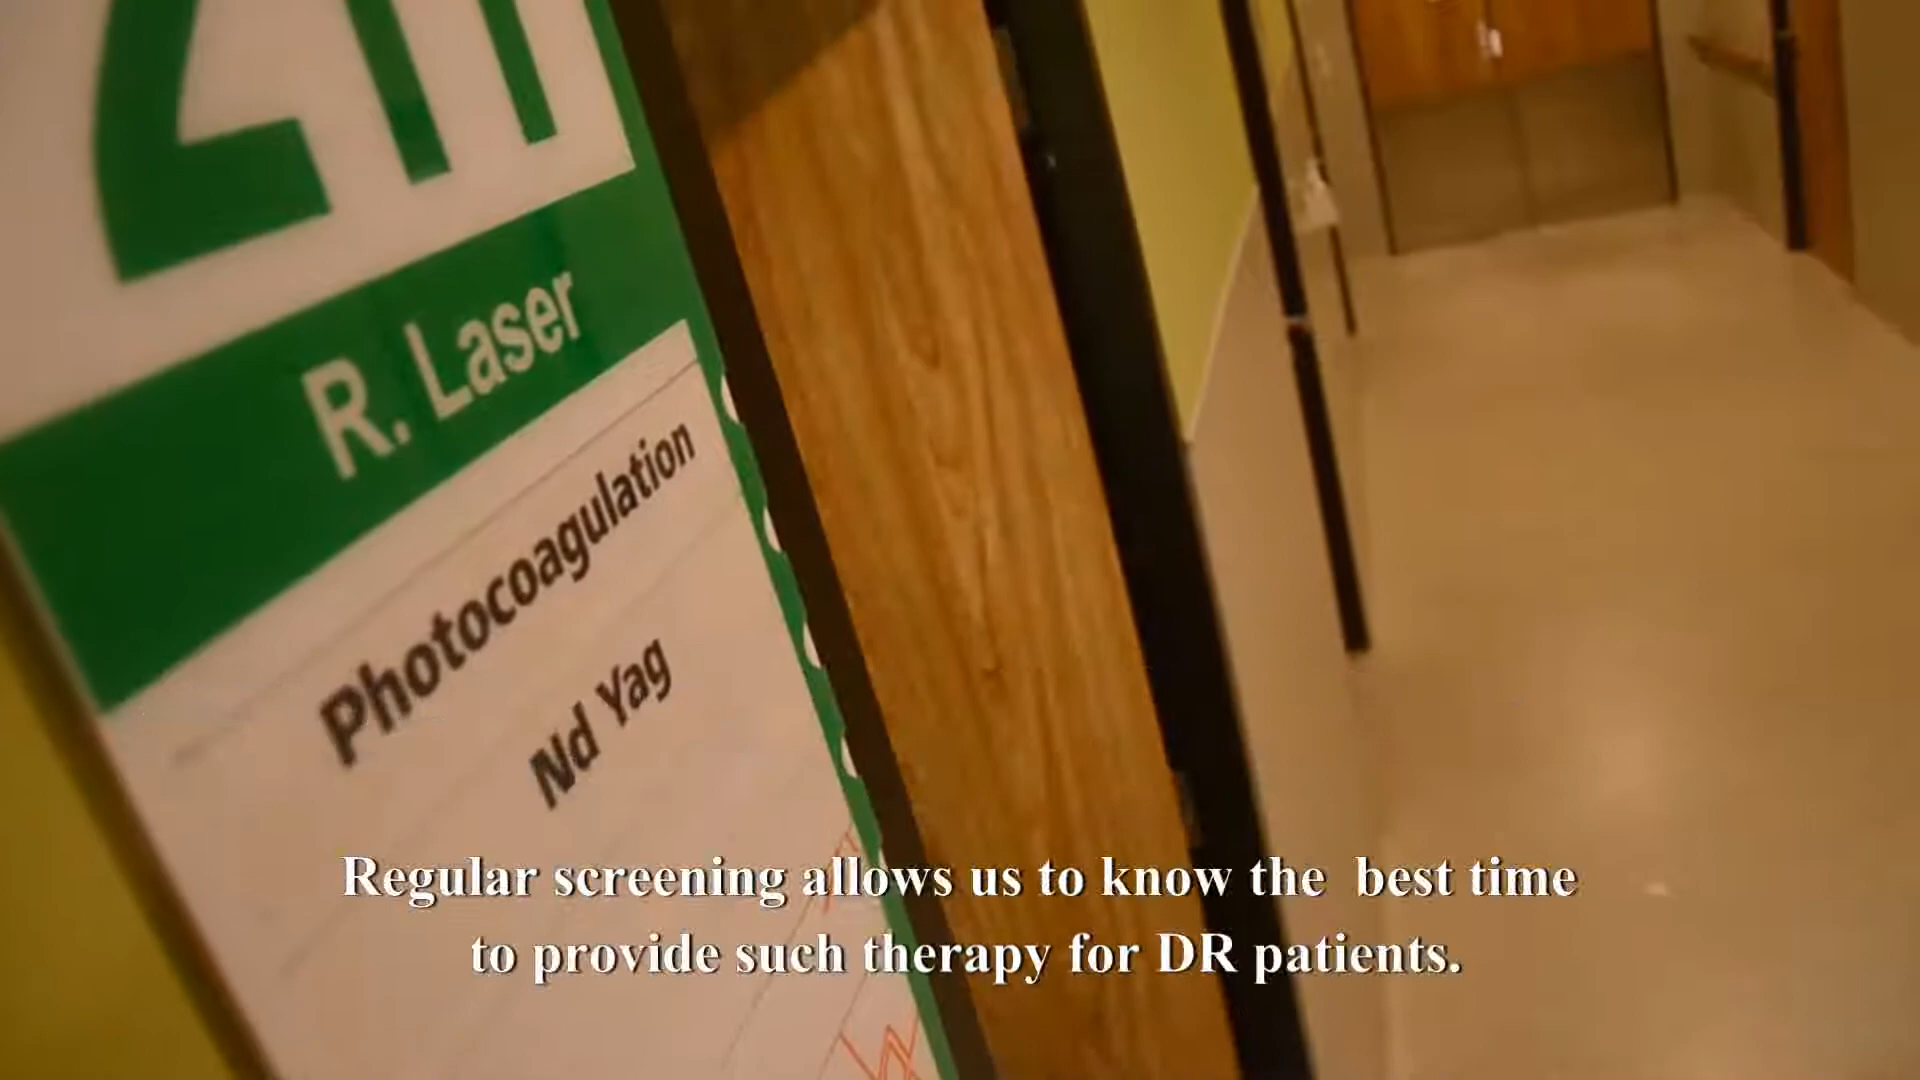 R. Laser
Photocoagulation
Nd Yag
Regular screening allows us to know the best time
to provide such therapy for DR patients.